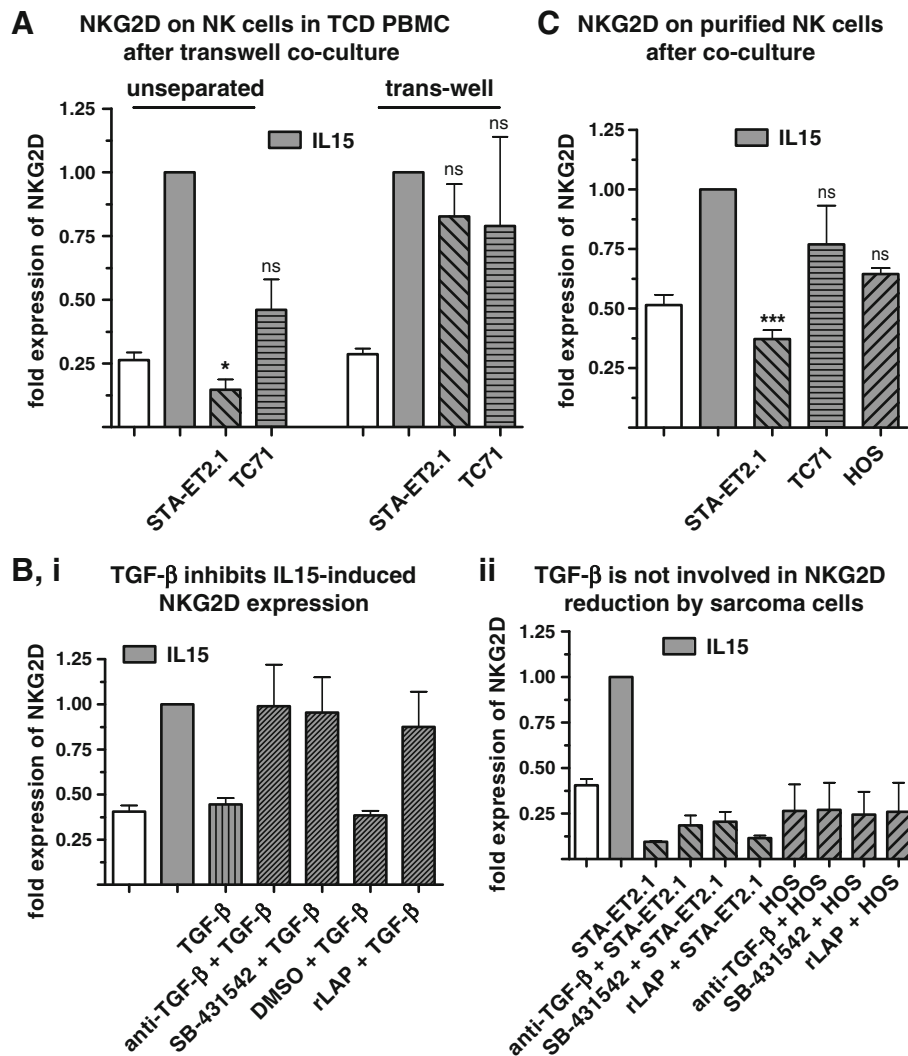 A
NKG2D on NK cells in TCD PBMC
after transwell co-culture
unseparated
trans-well
fold expression of NKG2D
1.25
1.00
0.75
0.50
0.25
IL15
*
ns
ns
ns
STA-ET2.1
TC71
STA-ET2.1
TC71
C
NKG2D on purified NK cells
after co-culture
fold expression of NKG2D
1.25
1.00
0.75
0.50
0.25
IL15
***
ns
ns
STA-ET2.1
TC71
HOS
B, i
TGF-β inhibits IL15-induced
NKG2D expression
fold expression of NKG2D
1.25
1.00
0.75
0.50
0.25
IL15
TGF-β
anti-TGF-β + TGF-β
SB-431542 + TGF-β
DMSO + TGF-β
rLAP + TGF-β
ii
TGF-β is not involved in NKG2D
reduction by sarcoma cells
fold expression of NKG2D
1.25
1.00
0.75
0.50
0.25
IL15
STA-ET2.1
anti-TGF-β + STA-ET2.1
SB-431542 + STA-ET2.1
rLAP + STA-ET2.1
HOS
anti-TGF-β + HOS
SB-431542 + HOS
rLAP + HOS